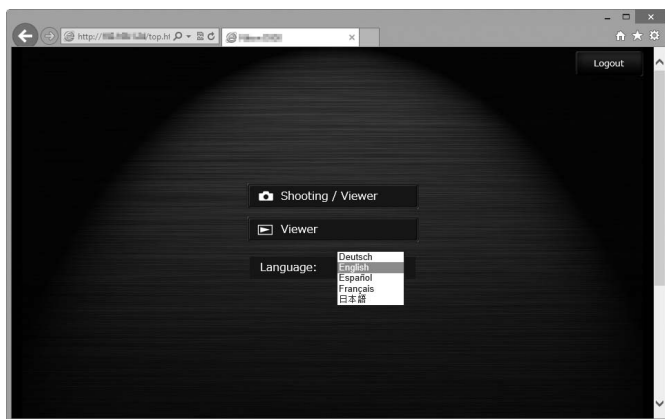 http:// /top.ht
Logout
Shooting / Viewer
Viewer
Language:
Deutsch
English
Español
Français
日本語